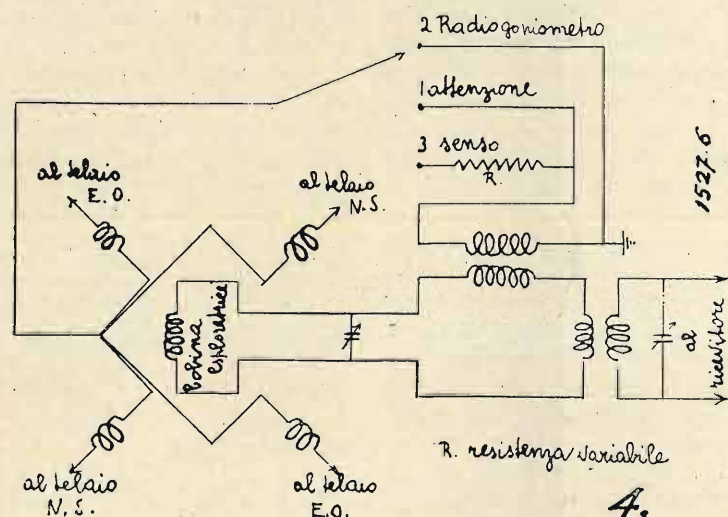 2 Radiogoniometro
1 attenzione
3 senso
R.
al telaio
E.O.
al telaio
N.S.
bobina
esploratrice
al
ricevitore
1527.6
al telaio
N.S.
al telaio
E.O.
R. resistenza variabile
4.